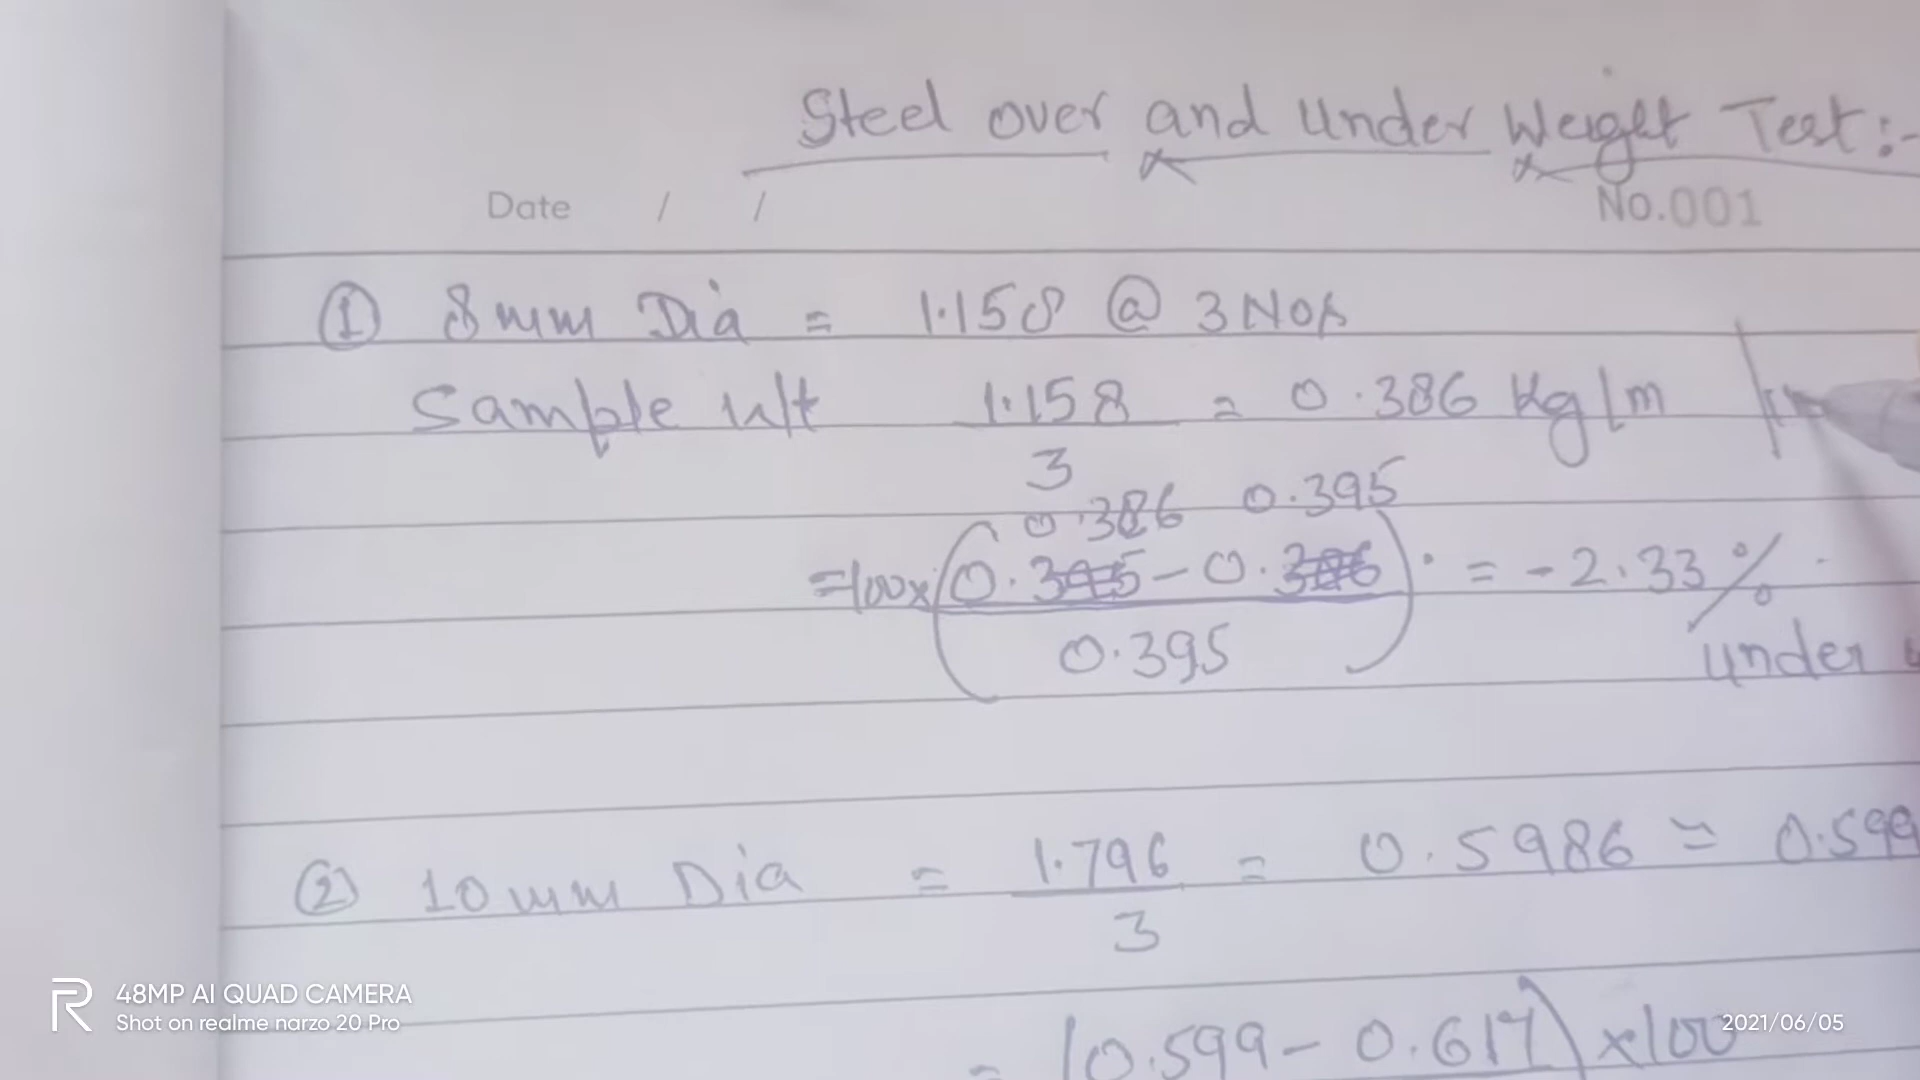 Steel over and under Weight Test:-
Date / /
No.001
① 8mm Dia = 1.158 @ 3 Nos
Sample wt 1.158 = 0.386 Kg/m
3
0.386 0.395
=100x(0.395-0.386) = -2.33%
0.395
under
② 10mm Dia = 1.796 = 0.5986 = 0.599
3
= (0.599-0.617)x100
48MP AI QUAD CAMERA
Shot on realme narzo 20 Pro
2021/06/05